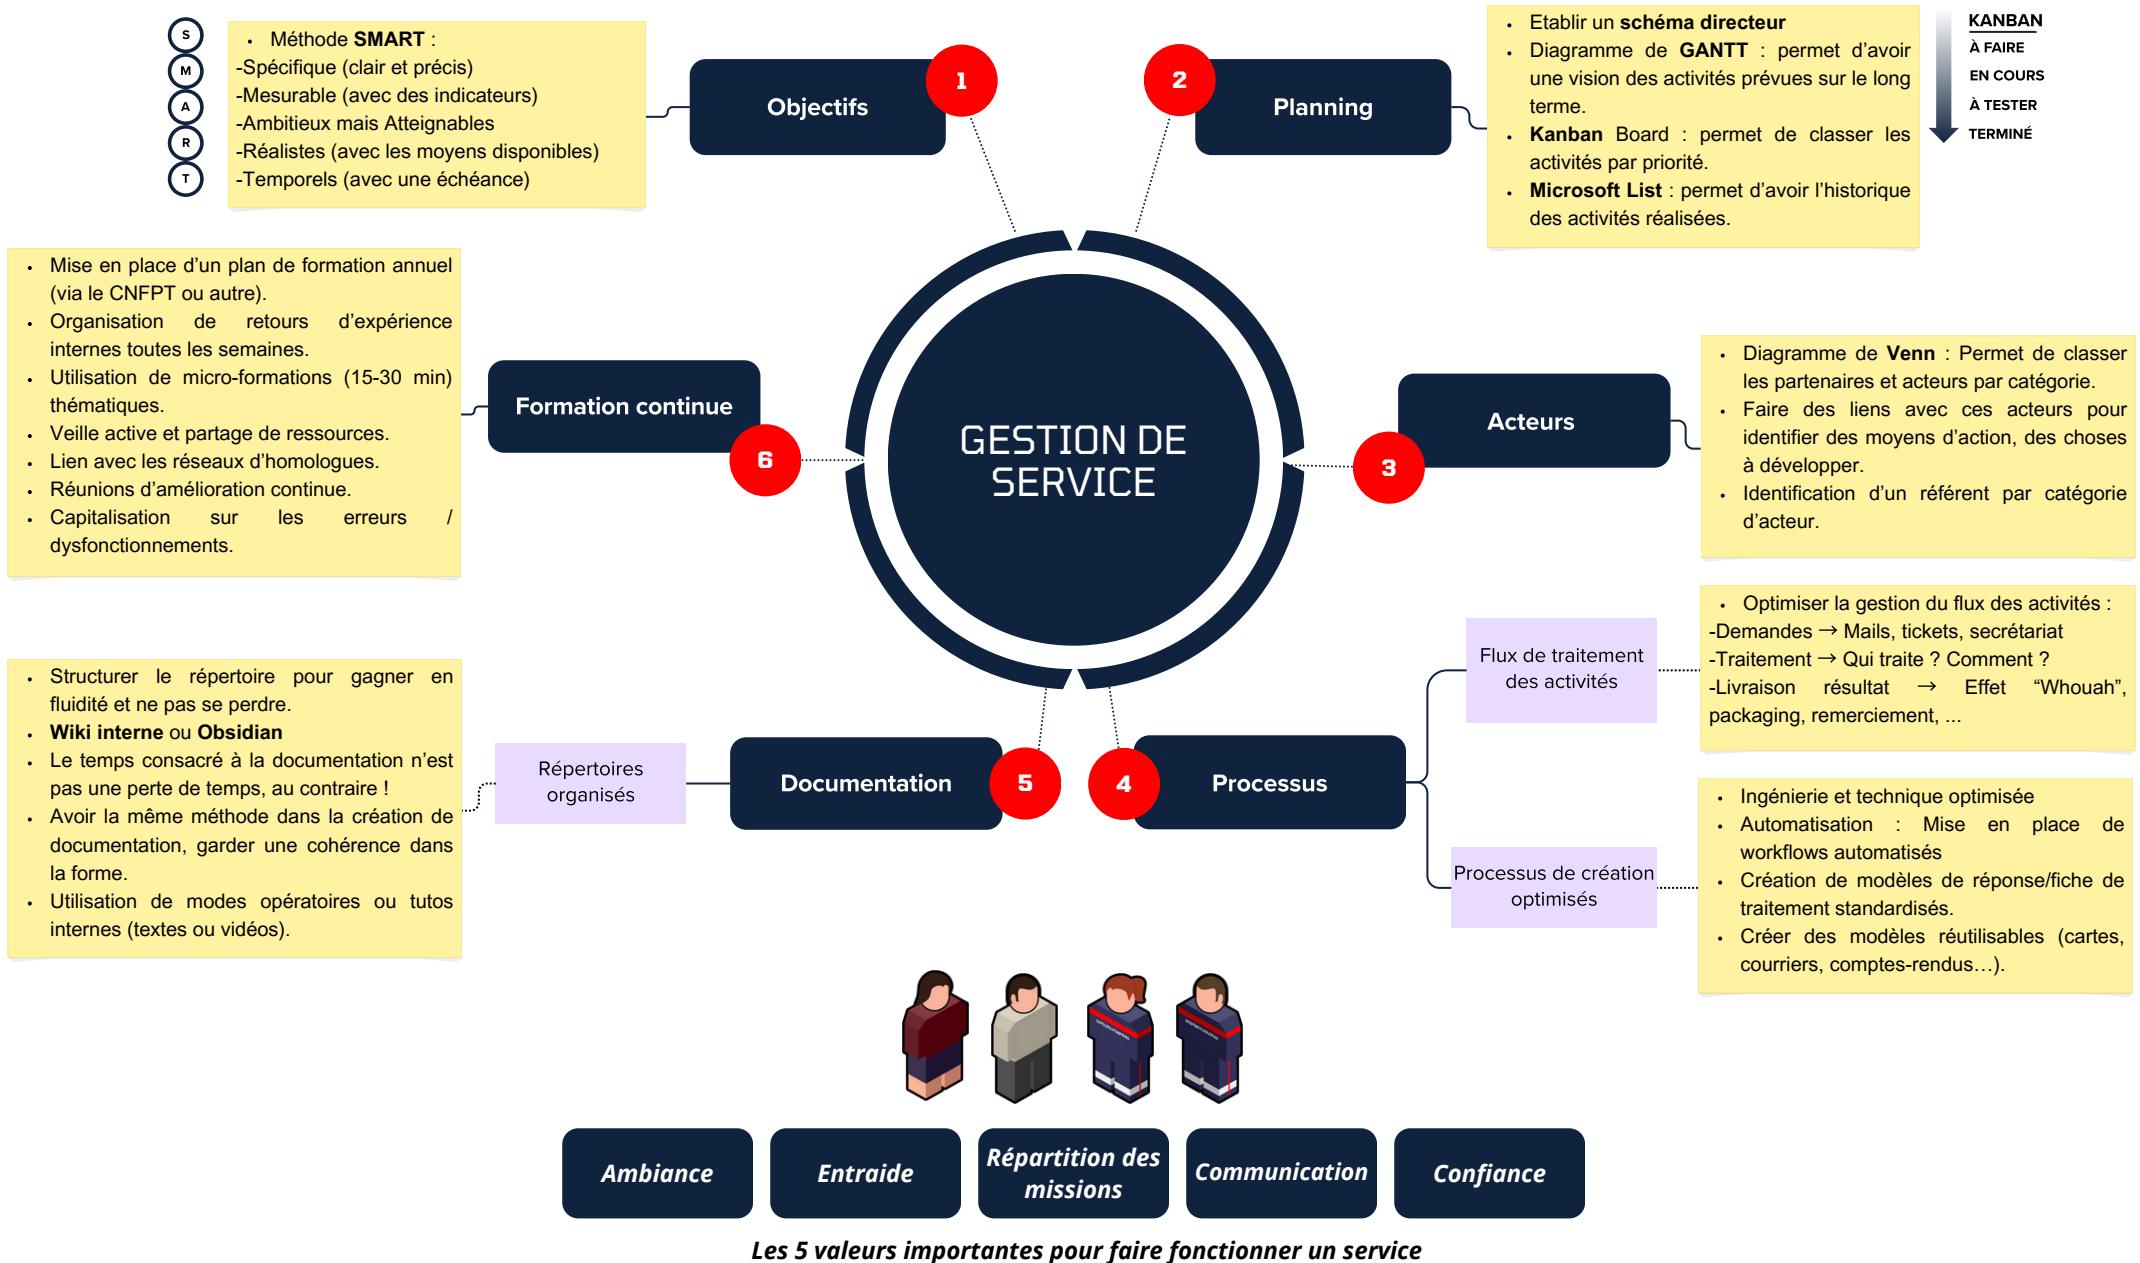 S
M
A
R
T
• Méthode SMART :
-Spécifique (clair et précis)
-Mesurable (avec des indicateurs)
-Ambitieux mais Atteignables
-Réalistes (avec les moyens disponibles)
-Temporels (avec une échéance)
Objectifs
1
2
Planning
• Etablir un schéma directeur
• Diagramme de GANTT : permet d’avoir
une vision des activités prévues sur le long
terme.
• Kanban Board : permet de classer les
activités par priorité.
• Microsoft List : permet d’avoir l’historique
des activités réalisées.
KANBAN
À FAIRE
EN COURS
À TESTER
TERMINÉ
• Mise en place d’un plan de formation annuel
(via le CNFPT ou autre).
• Organisation de retours d’expérience
internes toutes les semaines.
• Utilisation de micro-formations (15-30 min)
thématiques.
• Veille active et partage de ressources.
• Lien avec les réseaux d’homologues.
• Réunions d’amélioration continue.
• Capitalisation sur les erreurs /
dysfonctionnements.
Formation continue
6
GESTION DE
SERVICE
3
Acteurs
• Diagramme de Venn : Permet de classer
les partenaires et acteurs par catégorie.
• Faire des liens avec ces acteurs pour
identifier des moyens d’action, des choses
à développer.
• Identification d’un référent par catégorie
d’acteur.
• Structurer le répertoire pour gagner en
fluidité et ne pas se perdre.
• Wiki interne ou Obsidian
• Le temps consacré à la documentation n’est
pas une perte de temps, au contraire !
• Avoir la même méthode dans la création de
documentation, garder une cohérence dans
la forme.
• Utilisation de modes opératoires ou tutos
internes (textes ou vidéos).
Répertoires
organisés
Documentation
5
4
Processus
Flux de traitement
des activités
• Optimiser la gestion du flux des activités :
-Demandes → Mails, tickets, secrétariat
-Traitement → Qui traite ? Comment ?
-Livraison résultat → Effet “Whouah”,
packaging, remerciement, ...
Processus de création
optimisés
• Ingénierie et technique optimisée
• Automatisation : Mise en place de
workflows automatisés
• Création de modèles de réponse/fiche de
traitement standardisés.
• Créer des modèles réutilisables (cartes,
courriers, comptes-rendus…).
Ambiance
Entraide
Répartition des
missions
Communication
Confiance
Les 5 valeurs importantes pour faire fonctionner un service